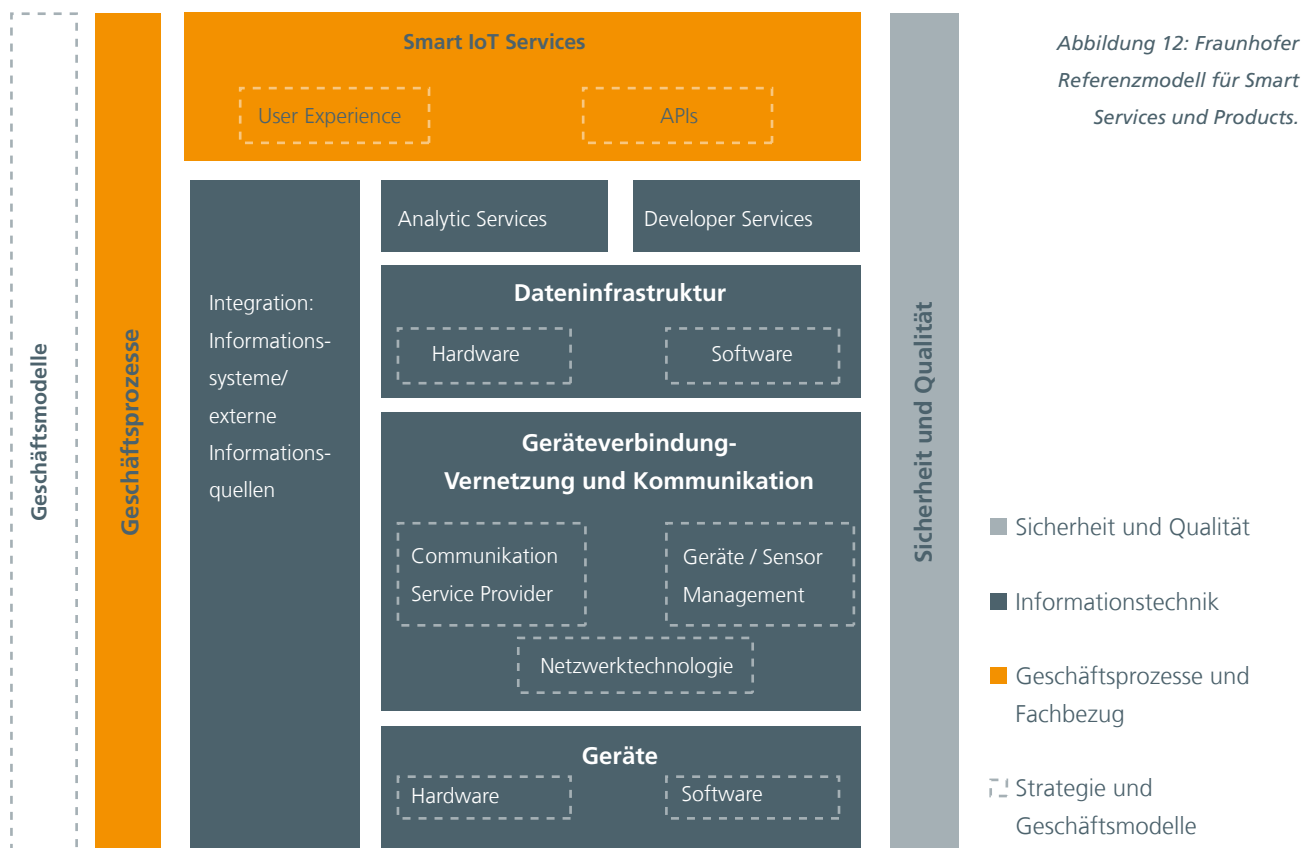 Geschäftsmodelle
Geschäftsprozesse
Smart IoT Services
User Experience
APIs
Integration:
Informations-
systeme/
externe
Informations-
quellen
Analytic Services
Developer Services
Dateninfrastruktur
Hardware
Software
Geräteverbindung-
Vernetzung und Kommunikation
Communikation
Service Provider
Geräte / Sensor
Management
Netzwerktechnologie
Geräte
Hardware
Software
Sicherheit und Qualität
Abbildung 12: Fraunhofer
Referenzmodell für Smart
Services und Products.
Sicherheit und Qualität
Informationstechnik
Geschäftsprozesse und
Fachbezug
Strategie und
Geschäftsmodelle